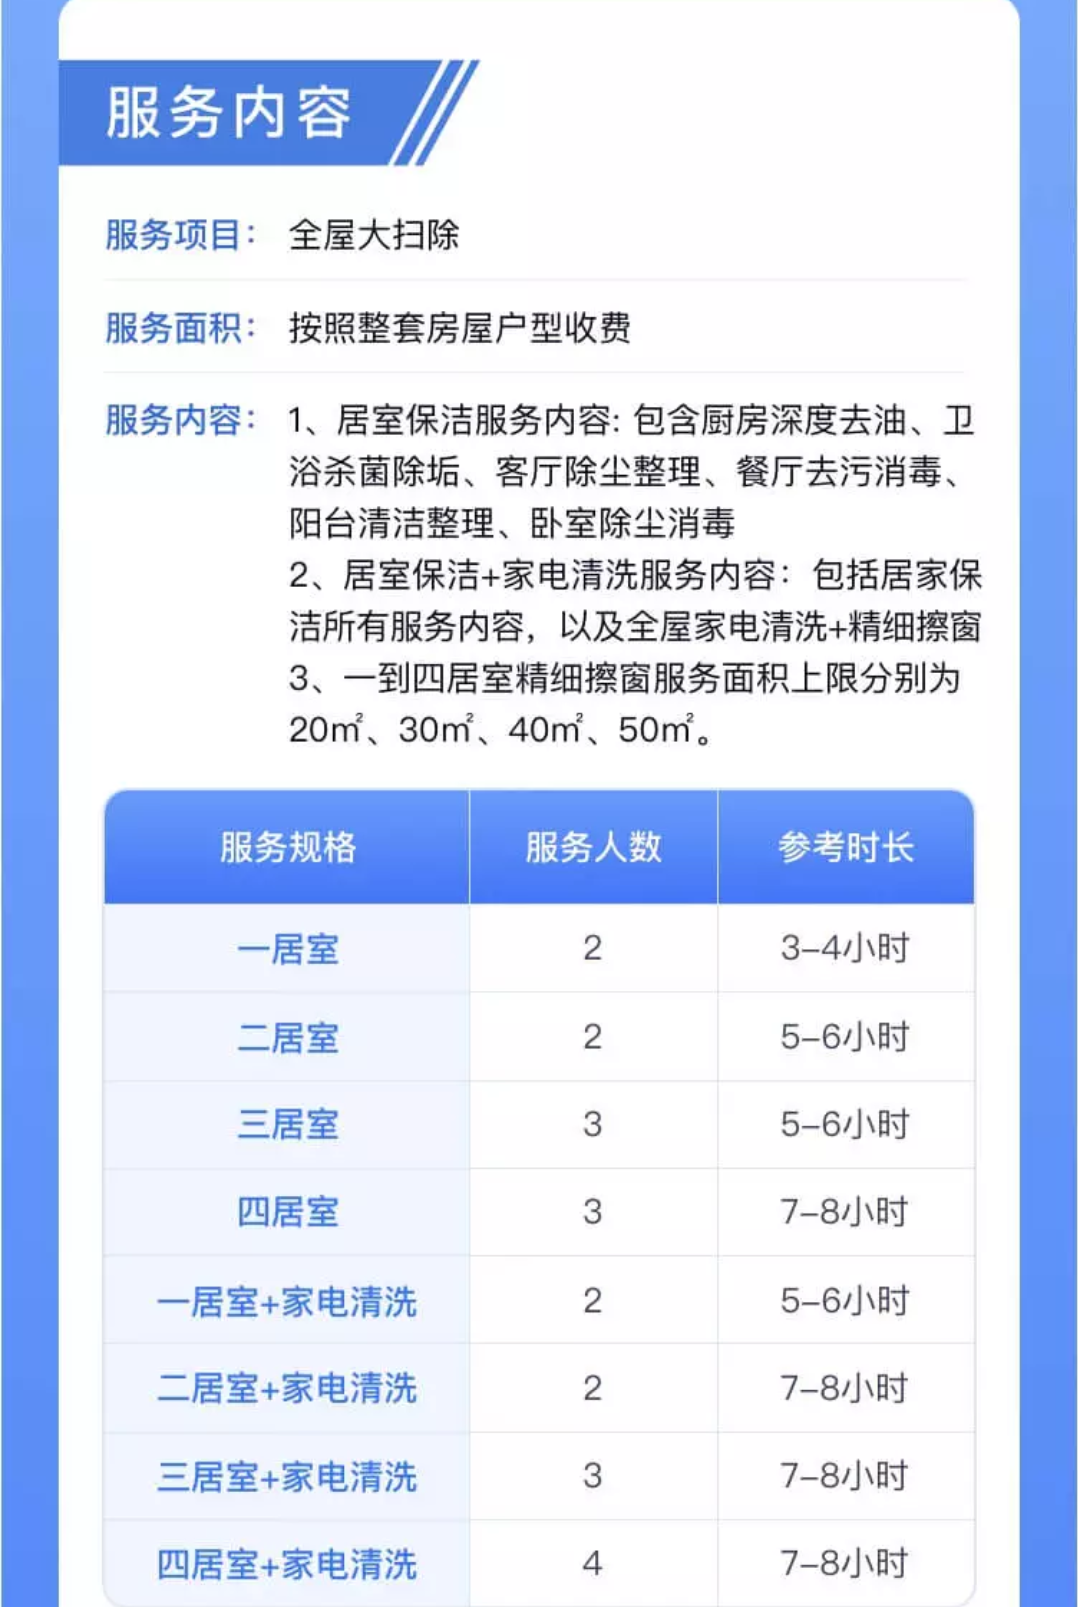 服务内容
服务项目： 全屋大扫除
服务面积： 按照整套房屋户型收费
服务内容： 1、居室保洁服务内容: 包含厨房深度去油、卫
浴杀菌除垢、客厅除尘整理、餐厅去污消毒、
阳台清洁整理、卧室除尘消毒
2、居室保洁+家电清洗服务内容：包括居家保
洁所有服务内容，以及全屋家电清洗+精细擦窗
3、一到四居室精细擦窗服务面积上限分别为
20㎡、30㎡、40㎡、50㎡。
服务规格 服务人数 参考时长
一居室 2 3-4小时
二居室 2 5-6小时
三居室 3 5-6小时
四居室 3 7-8小时
一居室+家电清洗 2 5-6小时
二居室+家电清洗 2 7-8小时
三居室+家电清洗 3 7-8小时
四居室+家电清洗 4 7-8小时